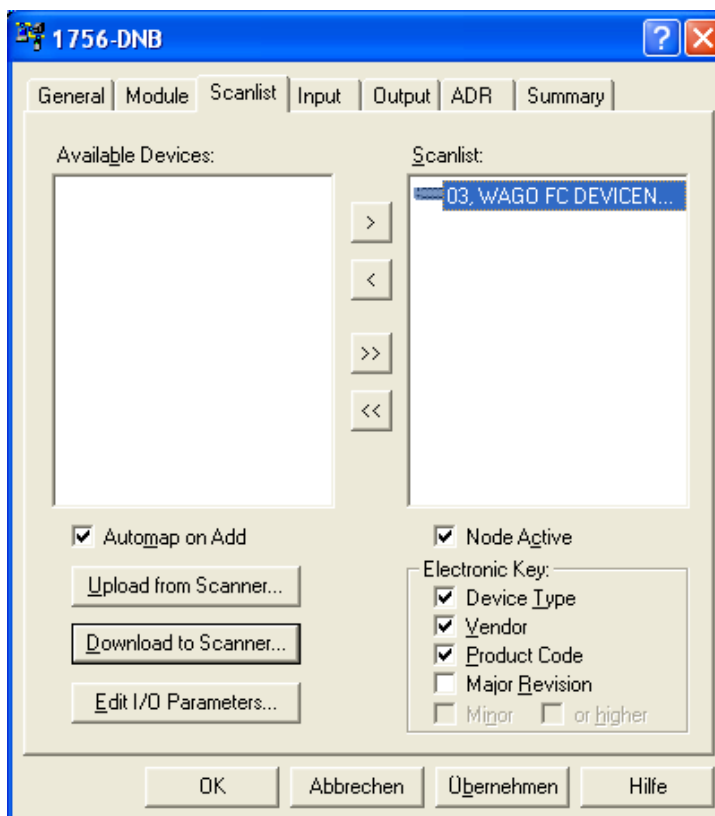 1756-DNB
General Module Scanlist Input Output ADR Summary
Available Devices:
Scanlist:
03, WAGO FC DEVICEN...
>
<
>>
<<
Automap on Add
Node Active
Upload from Scanner...
Download to Scanner...
Edit I/O Parameters...
Electronic Key:
Device Type
Vendor
Product Code
Major Revision
Minor or higher
OK Abbrechen Übernehmen Hilfe